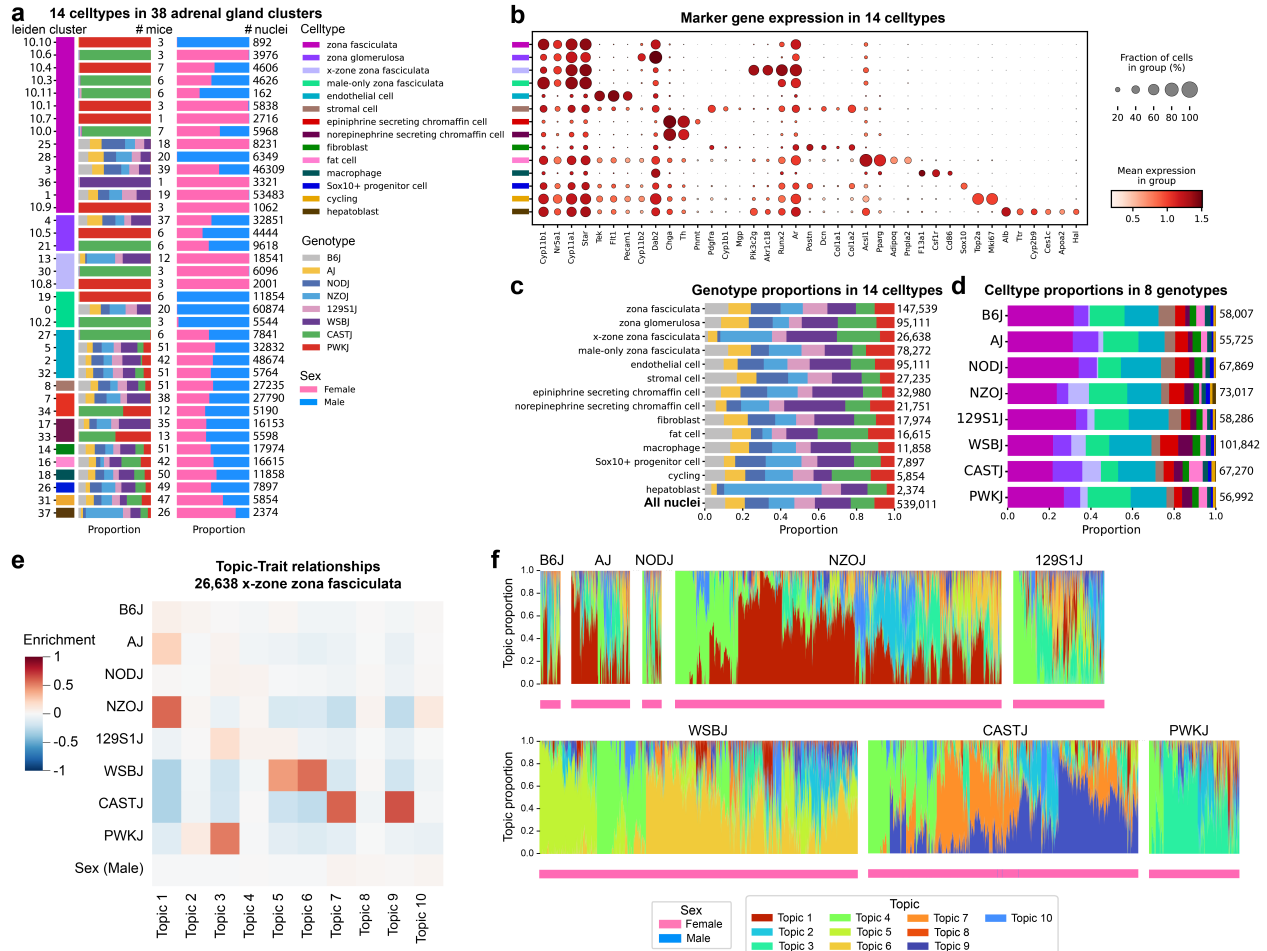 a
14 celltypes in 38 adrenal gland clusters
leiden cluster # mice # nuclei
10.10 3 892
10.6 3 3976
10.4 7 4606
10.3 6 4626
10.11 6 162
10.1 3 5838
10.7 1 2716
10.0 7 5968
25 18 8231
28 20 6349
3 39 46309
36 1 3321
1 19 53483
10.9 3 1062
4 37 32851
10.5 6 4444
21 6 9618
13 12 18541
30 3 6096
10.8 3 2001
19 6 11854
0 20 60874
10.2 3 5544
27 6 7841
5 51 32832
2 42 48674
32 51 5764
8 51 27235
7 38 27790
34 12 5190
17 35 16153
33 13 5598
14 51 17974
16 42 16615
18 50 11858
26 49 7897
31 47 5854
37 26 2374
Proportion Proportion
Celltype
zona fasciculata
zona glomerulosa
x-zone zona fasciculata
male-only zona fasciculata
endothelial cell
stromal cell
epiniphrine secreting chromaffin cell
norepinephrine secreting chromaffin cell
fibroblast
fat cell
macrophage
Sox10+ progenitor cell
cycling
hepatoblast
Genotype
B6J
AJ
NODJ
NZOJ
129S1J
WSBJ
CASTJ
PWKJ
Sex
Female
Male
b
Marker gene expression in 14 celltypes
Cyp11b1
Nr5a1
Cyp11a1
Star
Tek
Flt1
Pecam1
Cyp11b2
Dab2
Chga
Th
Pnmt
Pdgfra
Cyp1b1
Mgp
Pik3c2g
Akr1c18
Runx2
Ar
Postn
Dcn
Col1a1
Col1a2
Acsl1
Pparg
Adipoq
Pnpla2
F13a1
Csf1r
Cd86
Sox10
Top2a
Mki67
Alb
Ttr
Cyp2b9
Ces1c
Apoa2
Hal
Fraction of cells
in group (%)
20 40 60 80 100
Mean expression
in group
0.5 1.0 1.5
c
Genotype proportions in 14 celltypes
zona fasciculata 147,539
zona glomerulosa 95,111
x-zone zona fasciculata 26,638
male-only zona fasciculata 78,272
endothelial cell 95,111
stromal cell 27,235
epiniphrine secreting chromaffin cell 32,980
norepinephrine secreting chromaffin cell 21,751
fibroblast 17,974
fat cell 16,615
macrophage 11,858
Sox10+ progenitor cell 7,897
cycling 5,854
hepatoblast 2,374
All nuclei 539,011
0.0 0.2 0.4 0.6 0.8 1.0
Proportion
d
Celltype proportions in 8 genotypes
B6J 58,007
AJ 55,725
NODJ 67,869
NZOJ 73,017
129S1J 58,286
WSBJ 101,842
CASTJ 67,270
PWKJ 56,992
0.0 0.2 0.4 0.6 0.8 1.0
Proportion
e
Topic-Trait relationships
26,638 x-zone zona fasciculata
Enrichment
1
0.5
0
-0.5
-1
B6J
AJ
NODJ
NZOJ
129S1J
WSBJ
CASTJ
PWKJ
Sex (Male)
Topic 1
Topic 2
Topic 3
Topic 4
Topic 5
Topic 6
Topic 7
Topic 8
Topic 9
Topic 10
f
B6J AJ NODJ NZOJ 129S1J
Topic proportion
1.0
0.8
0.6
0.4
0.2
0.0
WSBJ CASTJ PWKJ
Topic proportion
1.0
0.8
0.6
0.4
0.2
0.0
Sex
Female
Male
Topic
Topic 1 Topic 4 Topic 7 Topic 10
Topic 2 Topic 5 Topic 8
Topic 3 Topic 6 Topic 9